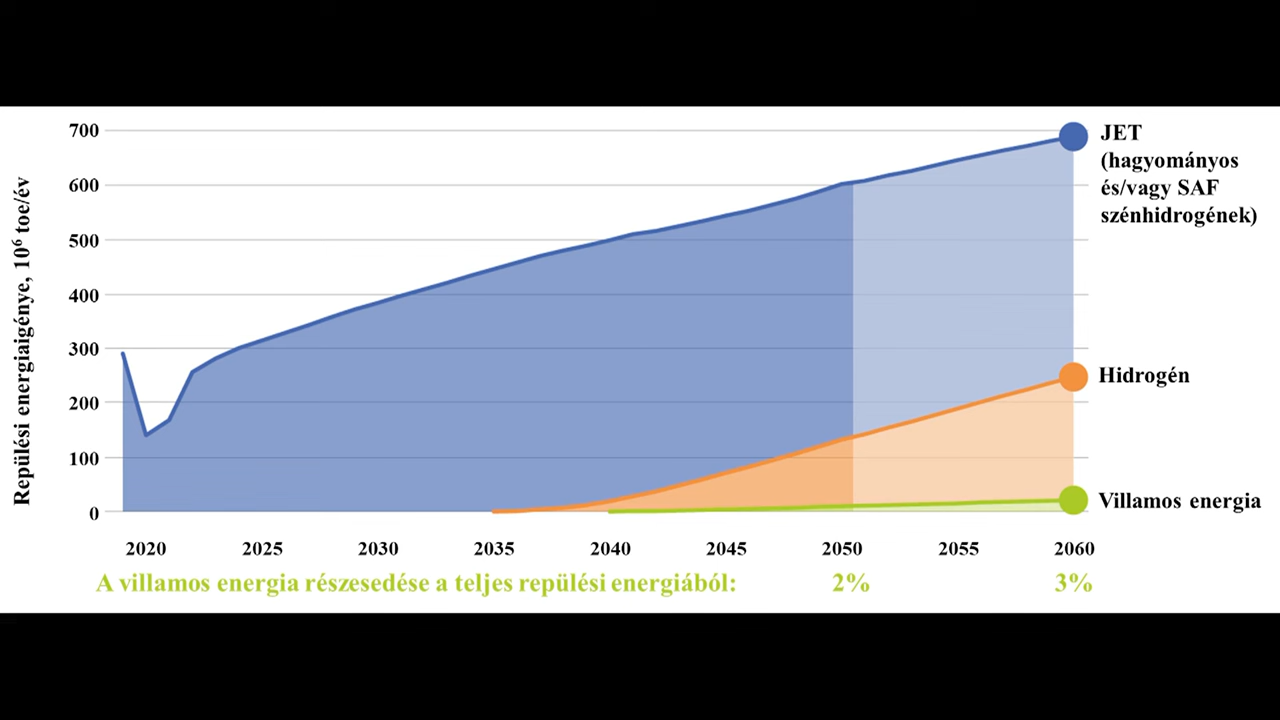 Repülési energiaigénye, 10⁶ toe/év
700
600
500
400
300
200
100
0
2020 2025 2030 2035 2040 2045 2050 2055 2060
JET
(hagyományos
és/vagy SAF
szénhidrogének)
Hidrogén
Villamos energia
A villamos energia részesedése a teljes repülési energiából: 2% 3%